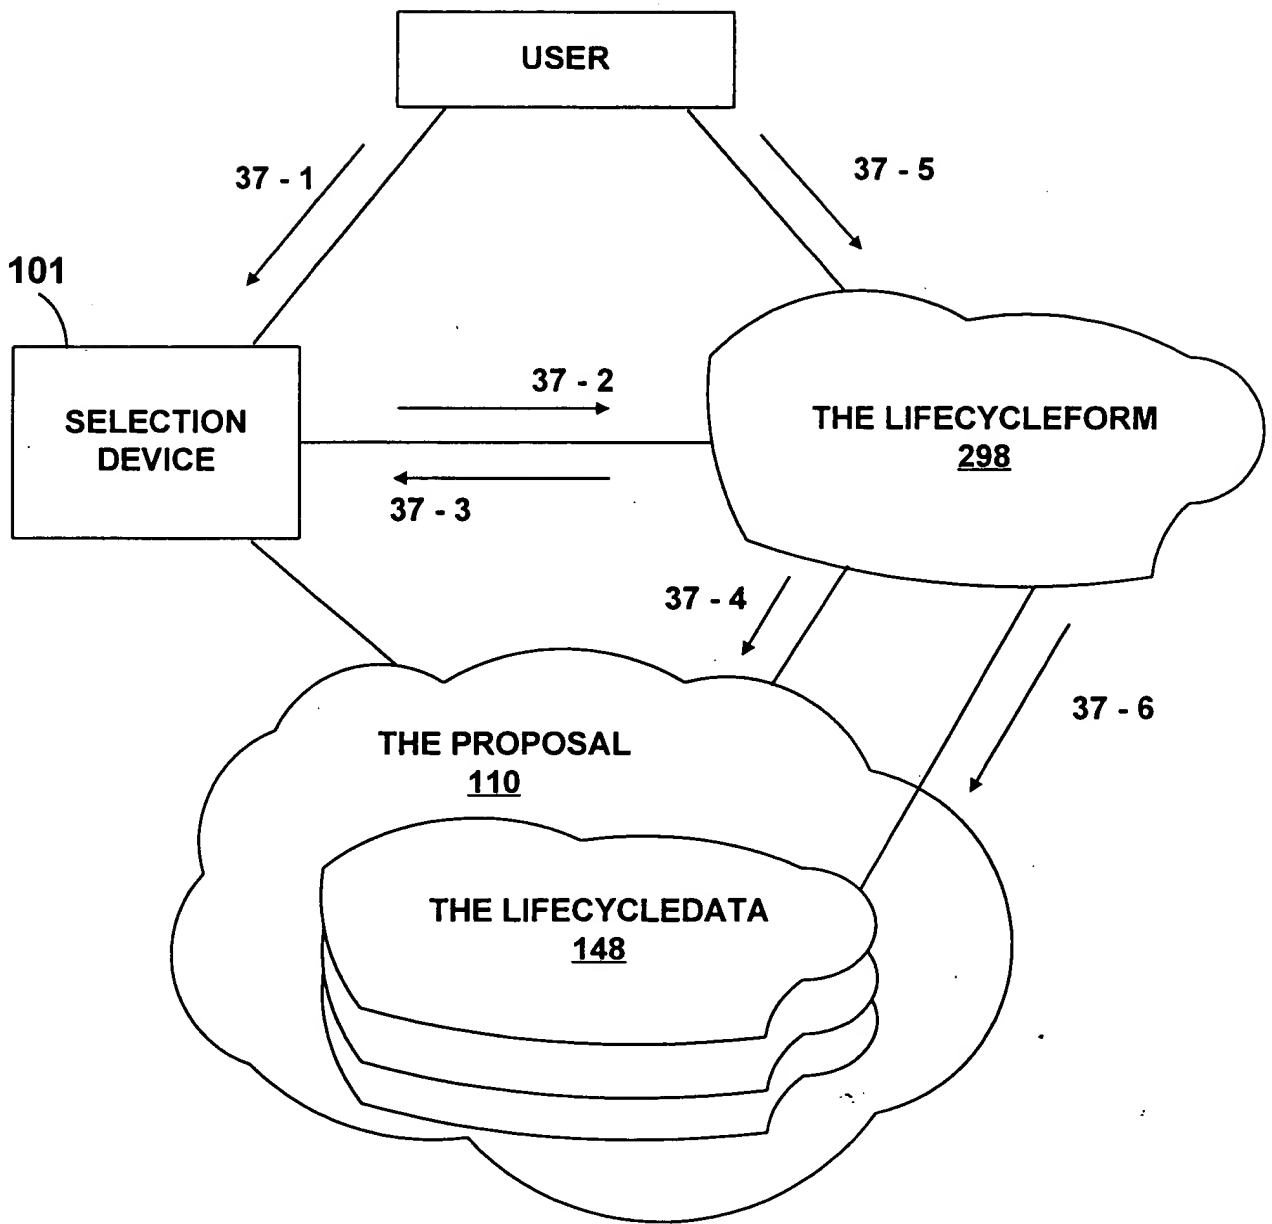 USER
37 - 1
37 - 5
101
37 - 2
SELECTION
DEVICE
THE LIFECYCLEFORM
298
37 - 3
37 - 4
37 - 6
THE PROPOSAL
110
THE LIFECYCLEDATA
148